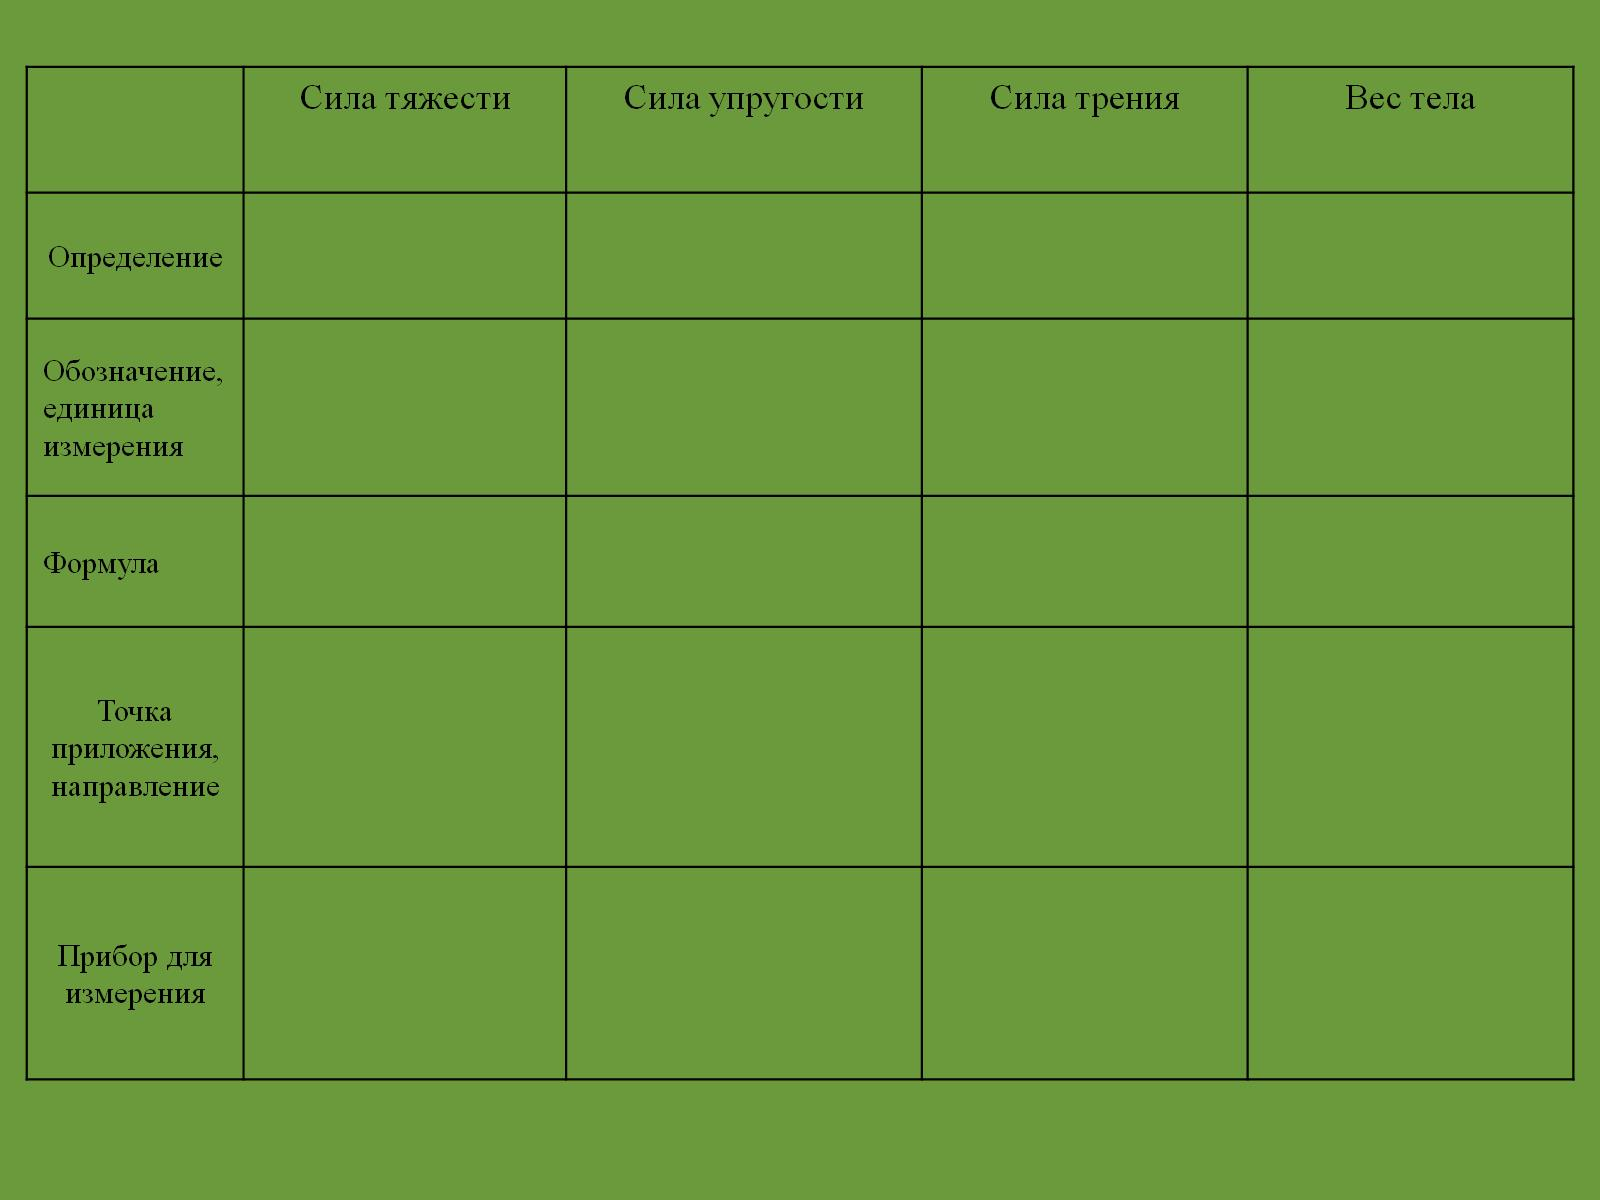 Сила тяжести
Сила упругости
Сила трения
Вес тела
Определение
Обозначение,
единица
измерения
Формула
Точка
приложения,
направление
Прибор для
измерения